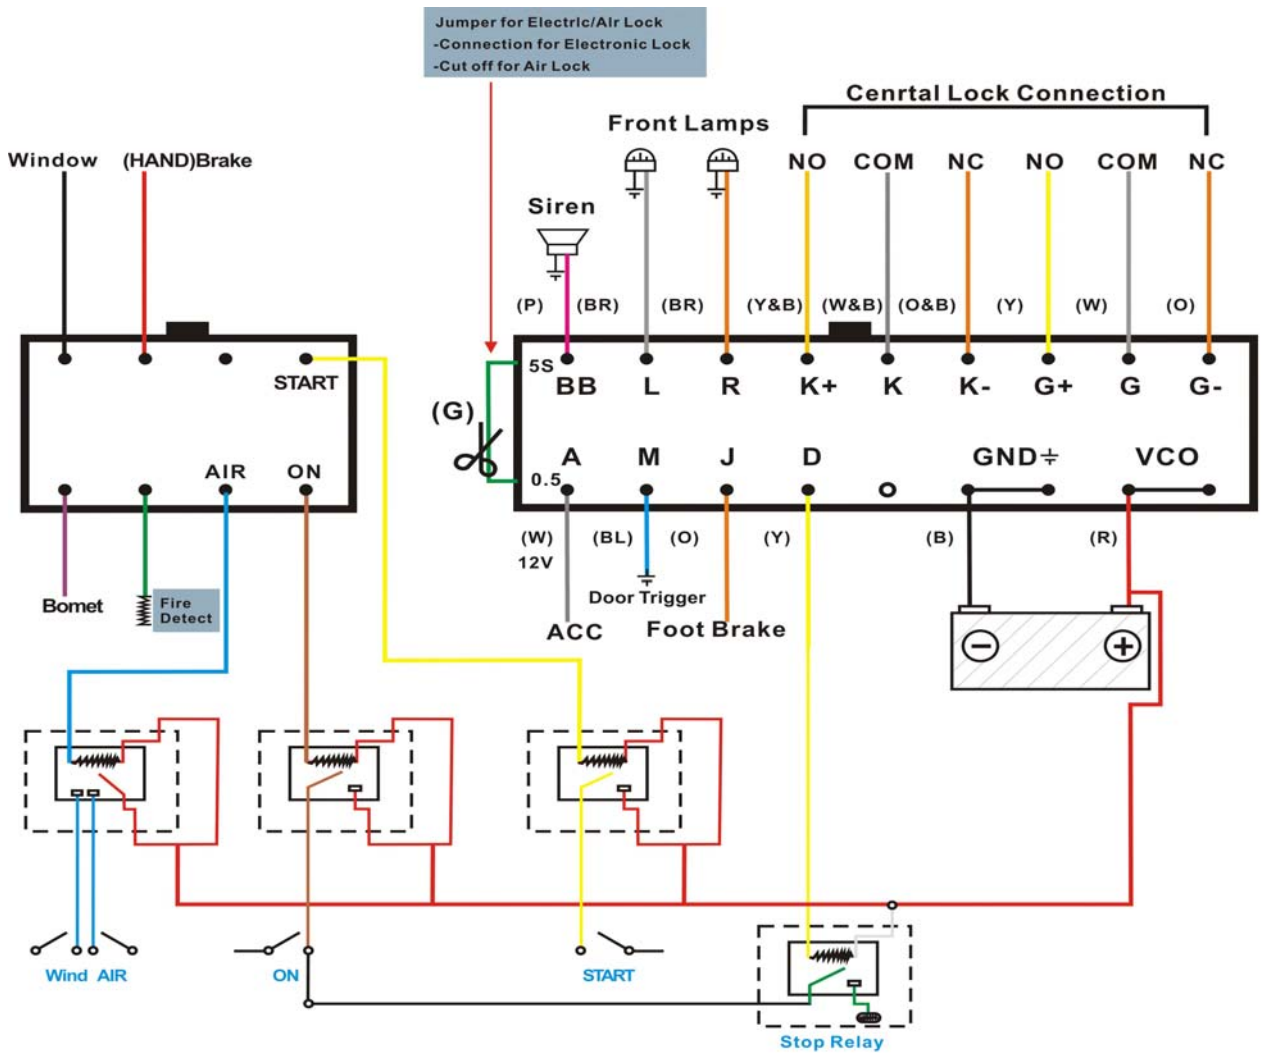 Jumper for Electric/Air Lock
-Connection for Electronic Lock
-Cut off for Air Lock
Cenrtal Lock Connection
Front Lamps
Window (HAND)Brake
NO COM NC NO COM NC
Siren
(P) (BR) (BR) (Y&B) (W&B) (O&B) (Y) (W) (O)
START
5S BB L R K+ K K- G+ G G-
(G)
AIR ON
A M J D GND VCO
0.5
(W) (BL) (O) (Y) (B) (R)
12V
Bomet
Fire
Detect
Door Trigger
ACC Foot Brake
− +
Wind AIR ON START
Stop Relay